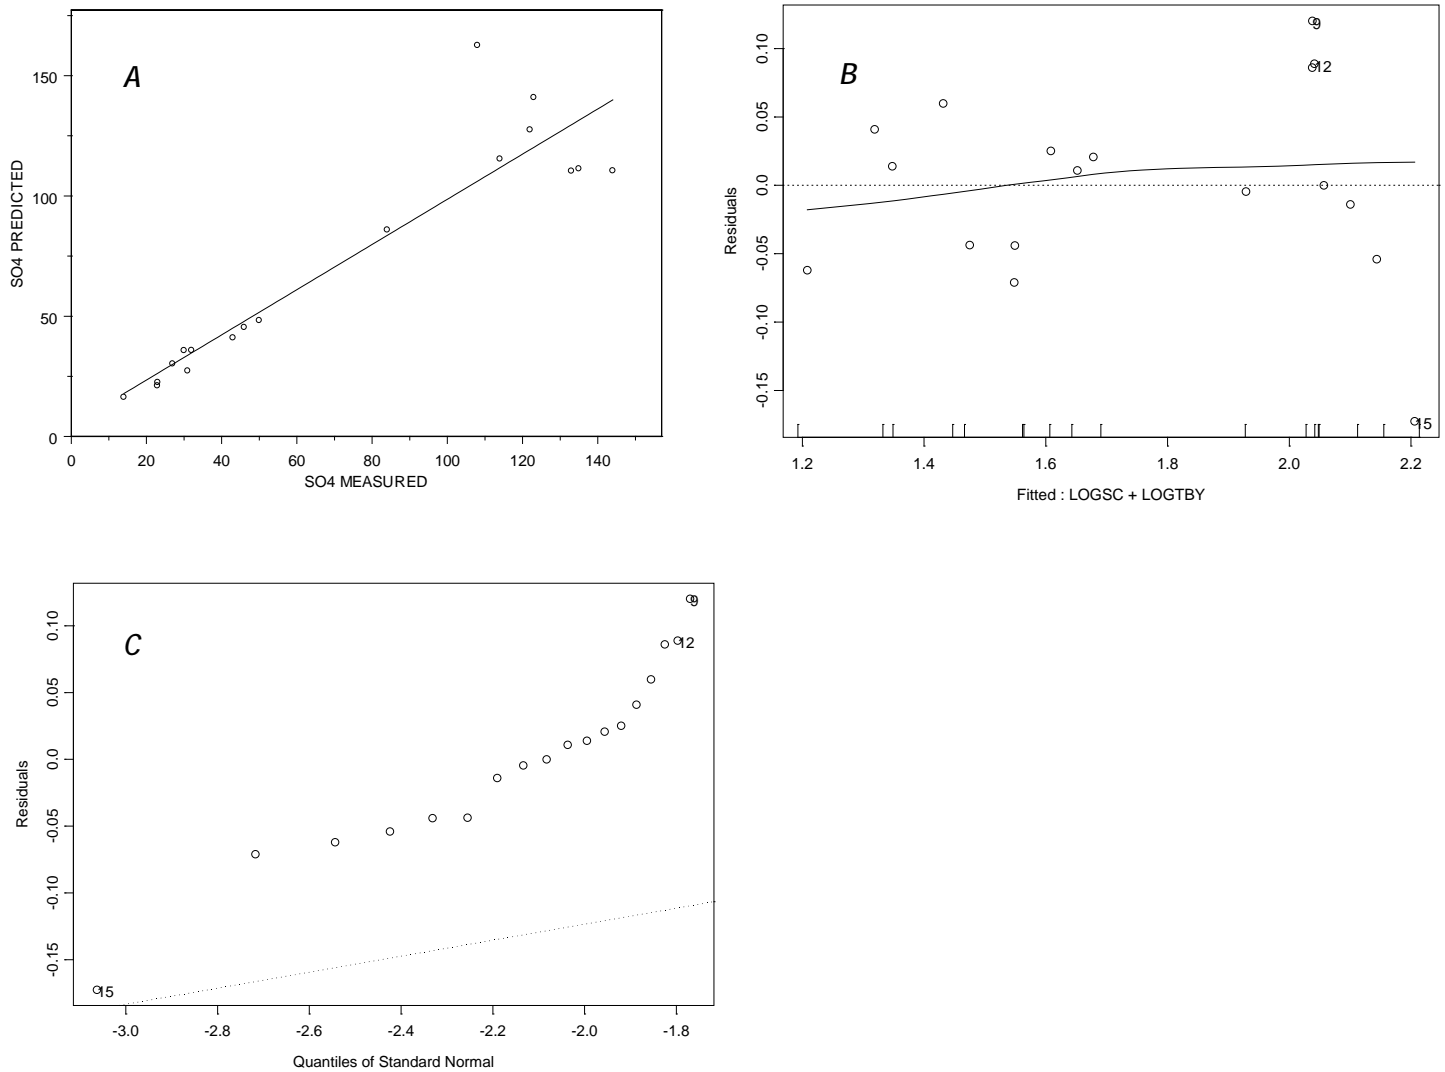 A
SO4 PREDICTED
150
100
50
0
0 20 40 60 80 100 120 140
SO4 MEASURED
B
Residuals
0.10
0.05
0.0
-0.05
-0.10
-0.15
9
12
15
1.2 1.4 1.6 1.8 2.0 2.2
Fitted : LOGSC + LOGTBY
C
Residuals
0.10
0.05
0.0
-0.05
-0.10
-0.15
9
12
15
-3.0 -2.8 -2.6 -2.4 -2.2 -2.0 -1.8
Quantiles of Standard Normal